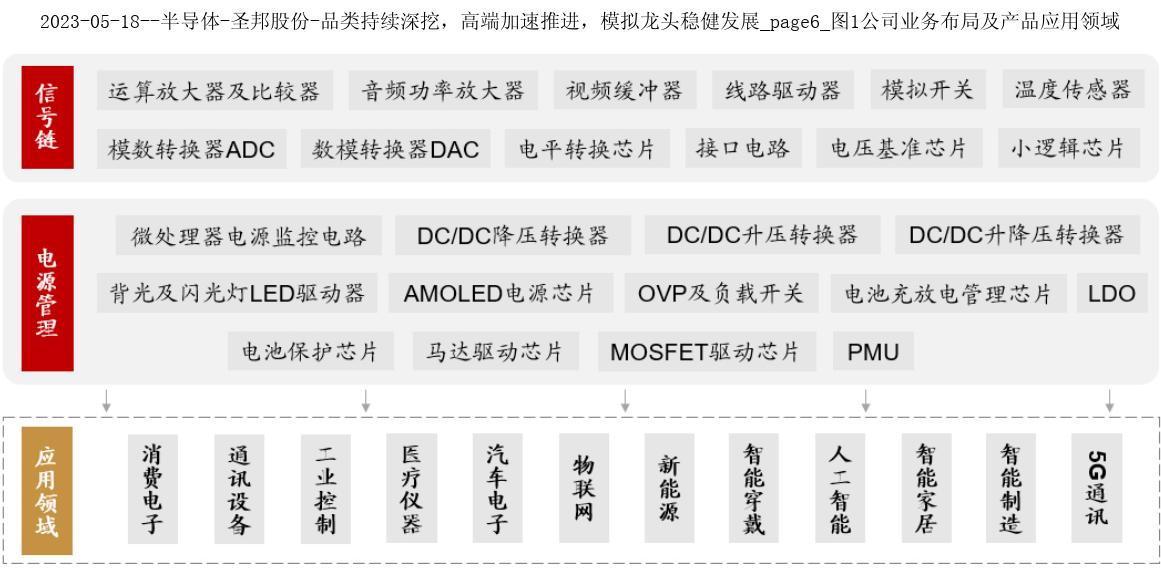 2023-05-18--半导体-圣邦股份-品类持续深挖，高端加速推进，模拟龙头稳健发展_page6_图1公司业务布局及产品应用领域
信号链
运算放大器及比较器 音频功率放大器 视频缓冲器 线路驱动器 模拟开关 温度传感器
模数转换器ADC 数模转换器DAC 电平转换芯片 接口电路 电压基准芯片 小逻辑芯片
电源管理
微处理器电源监控电路 DC/DC降压转换器 DC/DC升压转换器 DC/DC升降压转换器
背光及闪光灯LED驱动器 AMOLED电源芯片 OVP及负载开关 电池充放电管理芯片 LDO
电池保护芯片 马达驱动芯片 MOSFET驱动芯片 PMU
应用领域
消费电子
通讯设备
工业控制
医疗仪器
汽车电子
物联网
新能源
智能穿戴
人工智能
智能家居
智能制造
5G通讯